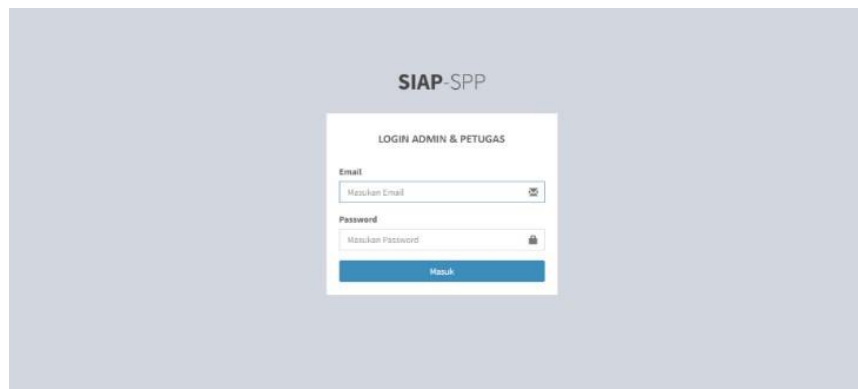 SIAP-SPP
LOGIN ADMIN & PETUGAS
Email
Masukan Email
Password
Masukan Password
Masuk